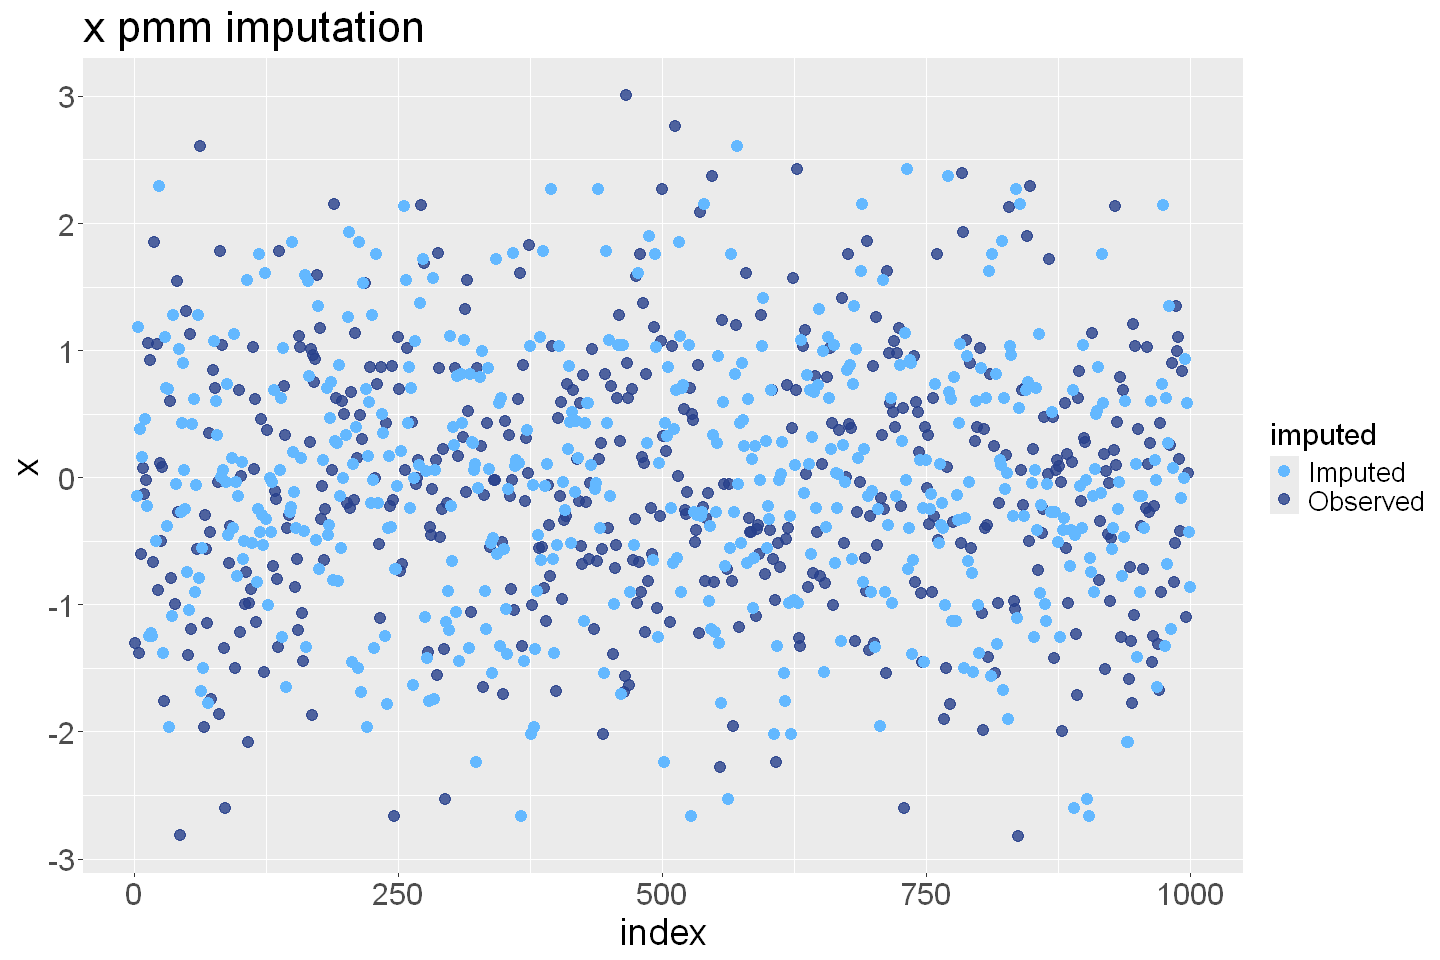 x pmm imputation
3
2
1
0
-1
-2
-3
x
0 250 500 750 1000
index
imputed
Imputed
Observed